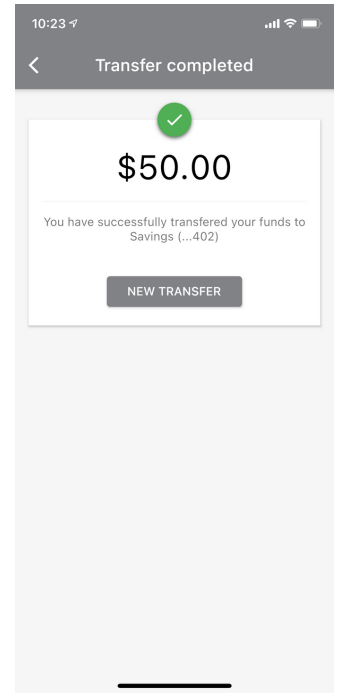 10:23
Transfer completed
$50.00
You have successfully transfered your funds to
Savings (...402)
NEW TRANSFER